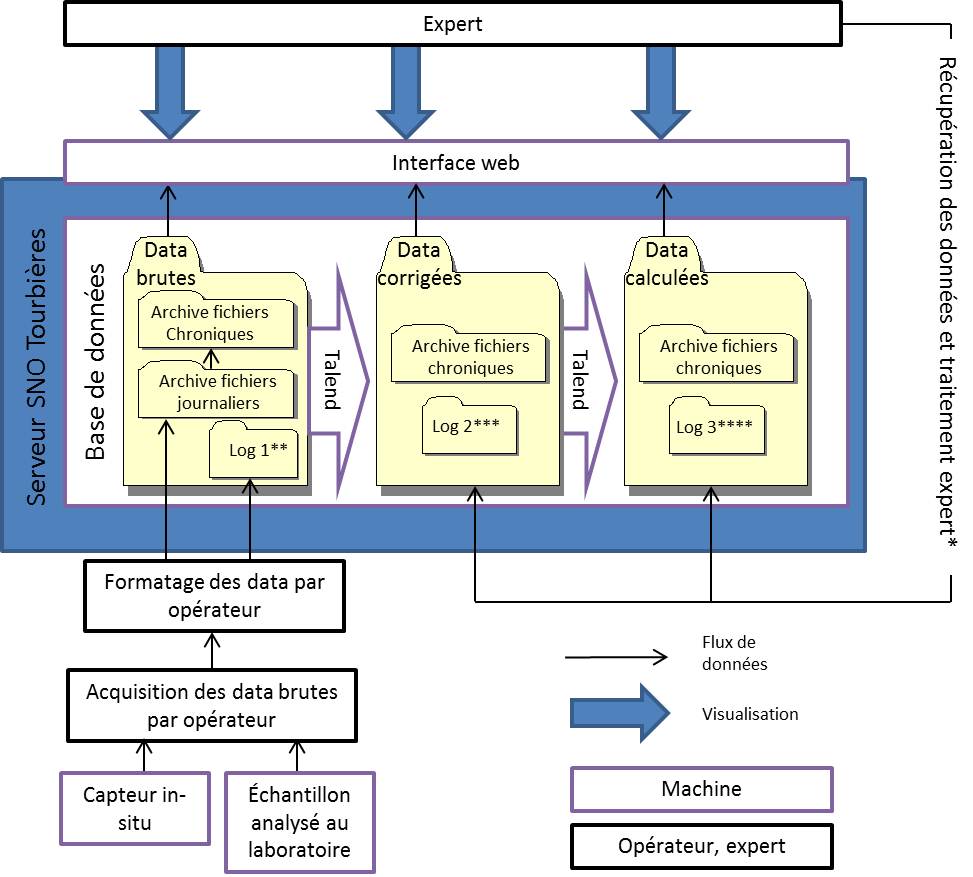 Expert
Récupération des données et traitement expert*
Interface web
Serveur SNO Tourbières
Base de données
Data
brutes
Archive fichiers
Chroniques
Archive fichiers
journaliers
Log 1**
Talend
Data
corrigées
Archive fichiers
chroniques
Log 2***
Talend
Data
calculées
Archive fichiers
chroniques
Log 3****
Formatage des data par
opérateur
Acquisition des data brutes
par opérateur
Capteur in-
situ
Échantillon
analysé au
laboratoire
Flux de
données
Visualisation
Machine
Opérateur, expert